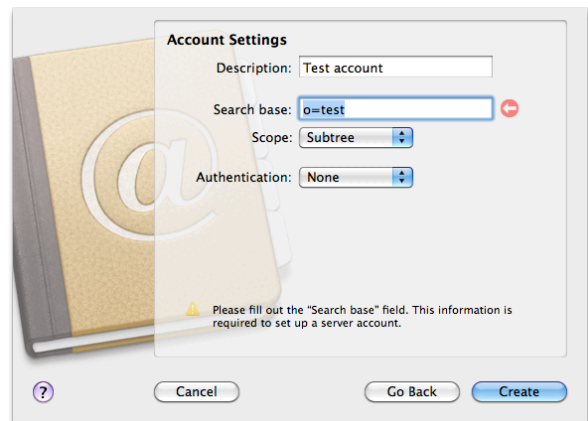 Account Settings
Description: Test account
Search base: o=test
Scope: Subtree
Authentication: None
@
Please fill out the “Search base” field. This information is
required to set up a server account.
? Cancel Go Back Create